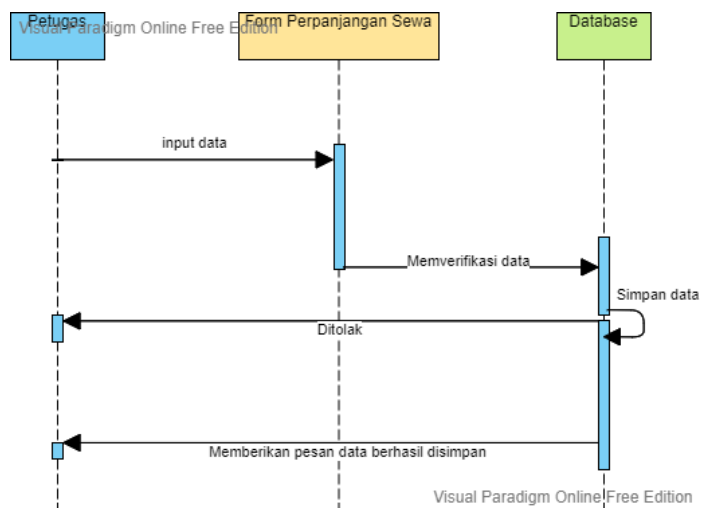 Petugas
Form Perpanjangan Sewa
Database
Visual Paradigm Online Free Edition
input data
Memverifikasi data
Simpan data
Ditolak
Memberikan pesan data berhasil disimpan
Visual Paradigm Online Free Edition